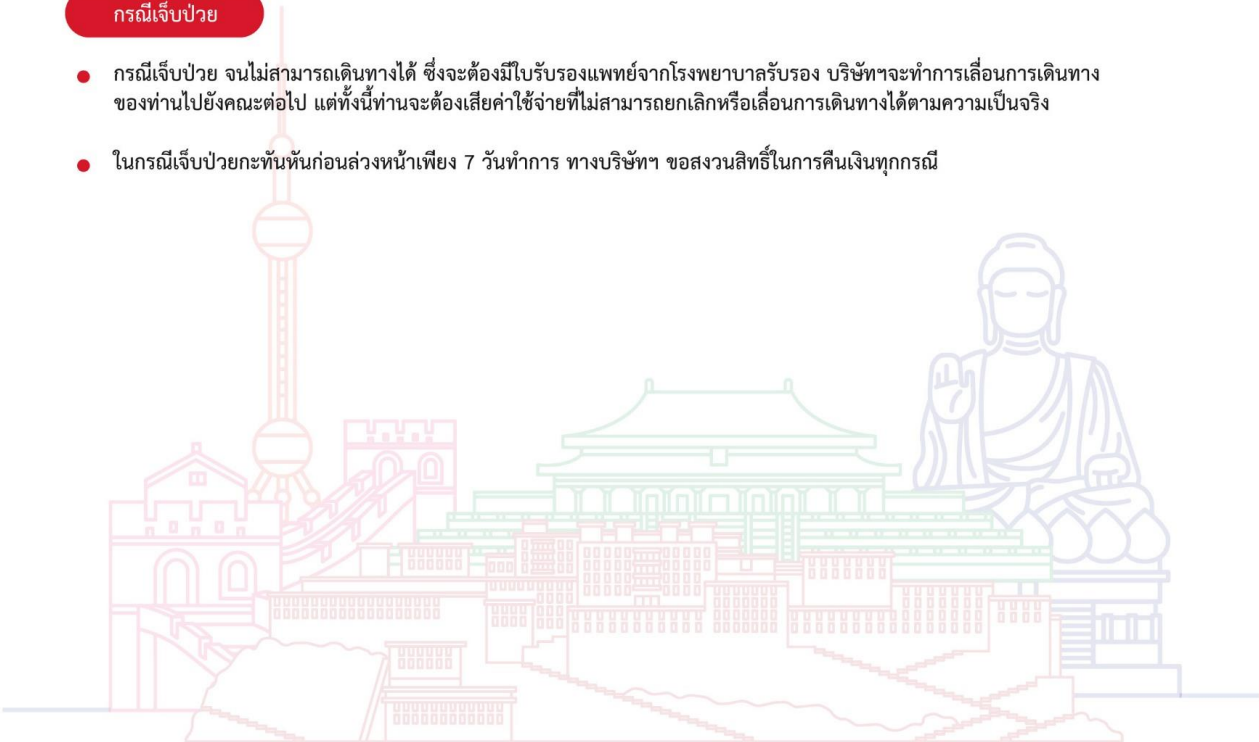 กรณีเจ็บป่วย
กรณีเจ็บป่วย จนไม่สามารถเดินทางได้ ซึ่งจะต้องมีใบรับรองแพทย์จากโรงพยาบาลรับรอง บริษัทฯจะทำการเลื่อนการเดินทาง
ของท่านไปยังคณะต่อไป แต่ทั้งนี้ท่านจะต้องเสียค่าใช้จ่ายที่ไม่สามารถยกเลิกหรือเลื่อนการเดินทางได้ตามความเป็นจริง
ในกรณีเจ็บป่วยกะทันหันก่อนล่วงหน้าเพียง 7 วันทำการ ทางบริษัทฯ ขอสงวนสิทธิ์ในการคืนเงินทุกกรณี